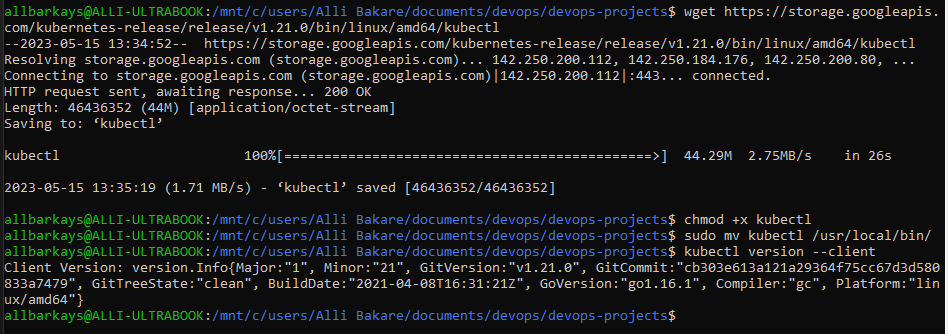 allbarkays@ALLI-ULTRABOOK:/mnt/c/users/Alli Bakare/documents/devops/devops-projects$ wget https://storage.googleapis.
com/kubernetes-release/release/v1.21.0/bin/linux/amd64/kubectl
--2023-05-15 13:34:52--  https://storage.googleapis.com/kubernetes-release/release/v1.21.0/bin/linux/amd64/kubectl
Resolving storage.googleapis.com (storage.googleapis.com)... 142.250.200.112, 142.250.184.176, 142.250.200.80, ...
Connecting to storage.googleapis.com (storage.googleapis.com)|142.250.200.112|:443... connected.
HTTP request sent, awaiting response... 200 OK
Length: 46436352 (44M) [application/octet-stream]
Saving to: ‘kubectl’
kubectl                       100%[==============================================>]  44.29M  2.75MB/s    in 26s
2023-05-15 13:35:19 (1.71 MB/s) - ‘kubectl’ saved [46436352/46436352]
allbarkays@ALLI-ULTRABOOK:/mnt/c/users/Alli Bakare/documents/devops/devops-projects$ chmod +x kubectl
allbarkays@ALLI-ULTRABOOK:/mnt/c/users/Alli Bakare/documents/devops/devops-projects$ sudo mv kubectl /usr/local/bin/
allbarkays@ALLI-ULTRABOOK:/mnt/c/users/Alli Bakare/documents/devops/devops-projects$ kubectl version --client
Client Version: version.Info{Major:"1", Minor:"21", GitVersion:"v1.21.0", GitCommit:"cb303e613a121a29364f75cc67d3d580
833a7479", GitTreeState:"clean", BuildDate:"2021-04-08T16:31:21Z", GoVersion:"go1.16.1", Compiler:"gc", Platform:"lin
ux/amd64"}
allbarkays@ALLI-ULTRABOOK:/mnt/c/users/Alli Bakare/documents/devops/devops-projects$